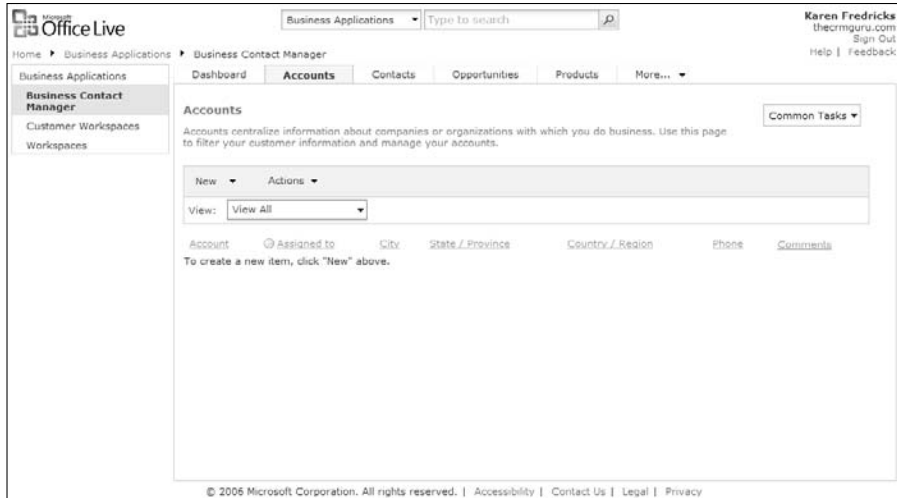 Microsoft
Office Live
Business Applications
Type to search
Karen Fredricks
thecrmguru.com
Sign Out
Help | Feedback
Home Business Applications Business Contact Manager
Business Applications
Business Contact
Manager
Customer Workspaces
Workspaces
Dashboard Accounts Contacts Opportunities Products More...
Accounts
Common Tasks
Accounts centralize information about companies or organizations with which you do business. Use this page
to filter your customer information and manage your accounts.
New Actions
View: View All
Account Assigned to City State / Province Country / Region Phone Comments
To create a new item, click "New" above.
© 2006 Microsoft Corporation. All rights reserved. | Accessibility | Contact Us | Legal | Privacy